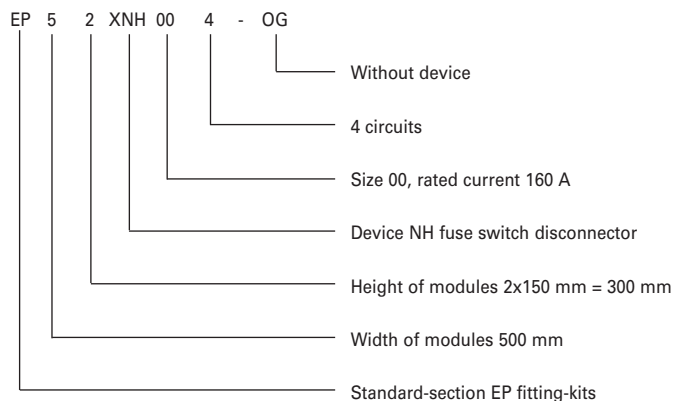 EP 5 2 XNH 00 4 - OG
Without device
4 circuits
Size 00, rated current 160 A
Device NH fuse switch disconnector
Height of modules 2x150 mm = 300 mm
Width of modules 500 mm
Standard-section EP fitting-kits